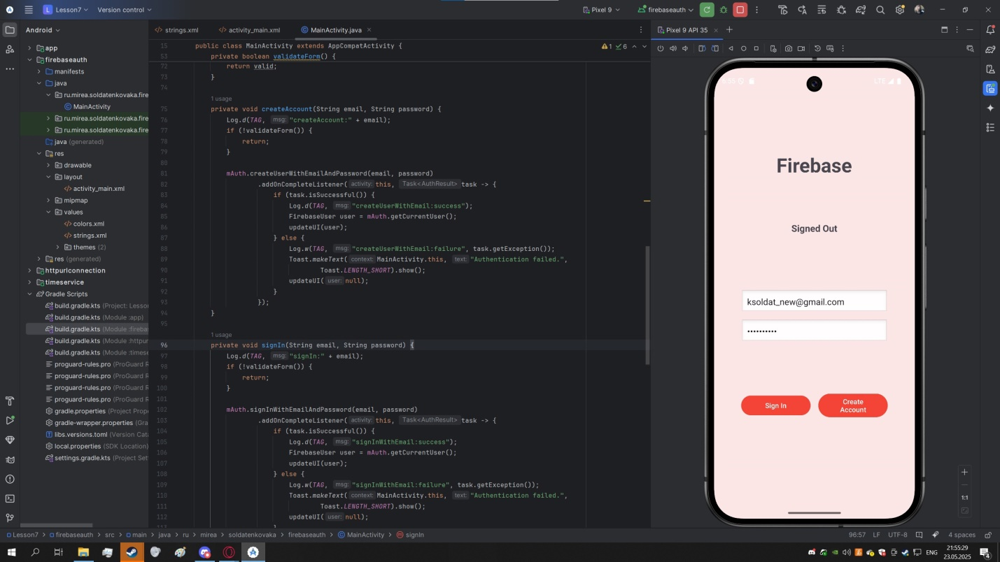 L Lesson7 Version control Pixel 9 firebaseauth
Android
strings.xml activity_main.xml MainActivity.java
Pixel 9 API 35
app
firebaseauth
manifests
java
ru.mirea.soldatenkovaka.fire
MainActivity
ru.mirea.soldatenkovaka.fire
ru.mirea.soldatenkovaka.fire
java (generated)
res
drawable
layout
activity_main.xml
mipmap
values
colors.xml
strings.xml
themes (2)
res (generated)
httpurlconnection
timeservice
Gradle Scripts
build.gradle.kts (Project: Lesso
build.gradle.kts (Module :app)
build.gradle.kts (Module :fireba
build.gradle.kts (Module :httpu
build.gradle.kts (Module :times
proguard-rules.pro (ProGuard R
proguard-rules.pro (ProGuard R
proguard-rules.pro (ProGuard R
proguard-rules.pro (ProGuard R
gradle.properties (Project Prop
gradle-wrapper.properties (Gra
libs.versions.toml (Version Cata
local.properties (SDK Location)
settings.gradle.kts (Project Set
1 6
15 public class MainActivity extends AppCompatActivity {
53 private boolean validateForm() {
72 return valid;
73 }
74
1 usage
75 private void createAccount(String email, String password) {
76 Log.d(TAG, msg: "createAccount:" + email);
77 if (!validateForm()) {
78 return;
79 }
80
81 mAuth.createUserWithEmailAndPassword(email, password)
82 .addOnCompleteListener( activity: this, Task<AuthResult> task -> {
83 if (task.isSuccessful()) {
84 Log.d(TAG, msg: "createUserWithEmail:success");
85 FirebaseUser user = mAuth.getCurrentUser();
86 updateUI(user);
87 } else {
88 Log.w(TAG, msg: "createUserWithEmail:failure", task.getException());
89 Toast.makeText( context: MainActivity.this, text: "Authentication failed.",
90 Toast.LENGTH_SHORT).show();
91 updateUI( user: null);
92 }
93 });
94 }
95
1 usage
96 private void signIn(String email, String password) {
97 Log.d(TAG, msg: "signIn:" + email);
98 if (!validateForm()) {
99 return;
100 }
101
102 mAuth.signInWithEmailAndPassword(email, password)
103 .addOnCompleteListener( activity: this, Task<AuthResult> task -> {
104 if (task.isSuccessful()) {
105 Log.d(TAG, msg: "signInWithEmail:success");
106 FirebaseUser user = mAuth.getCurrentUser();
107 updateUI(user);
108 } else {
109 Log.w(TAG, msg: "signInWithEmail:failure", task.getException());
110 Toast.makeText( context: MainActivity.this, text: "Authentication failed.",
111 Toast.LENGTH_SHORT).show();
112 updateUI( user: null);
}
LTE
Firebase
Signed Out
ksoldat_new@gmail.com
••••••••••
Sign In
Create
Account
1:1
Lesson7 > firebaseauth > src > main > java > ru > mirea > soldatenkovaka > firebaseauth > MainActivity > signIn
96:57 LF UTF-8 4 spaces
ENG
21:55:29
23.05.2025
4